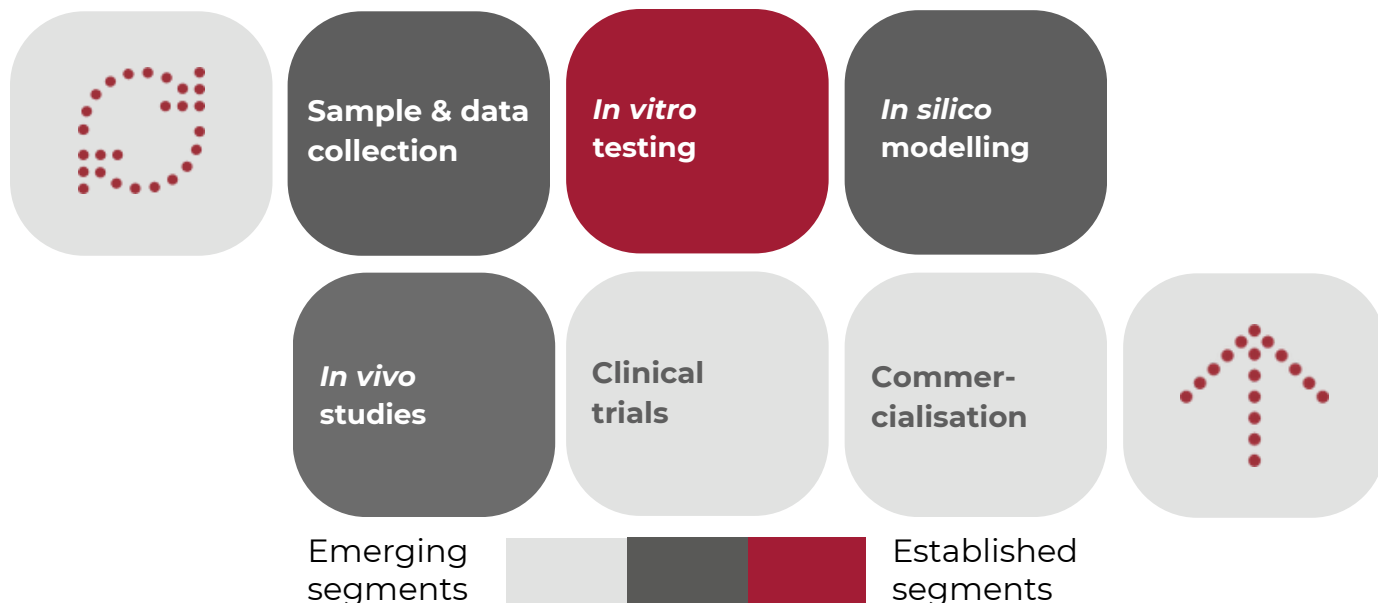 Sample & data
collection
In vitro
testing
In silico
modelling
In vivo
studies
Clinical
trials
Commer-
cialisation
Emerging
segments
Established
segments